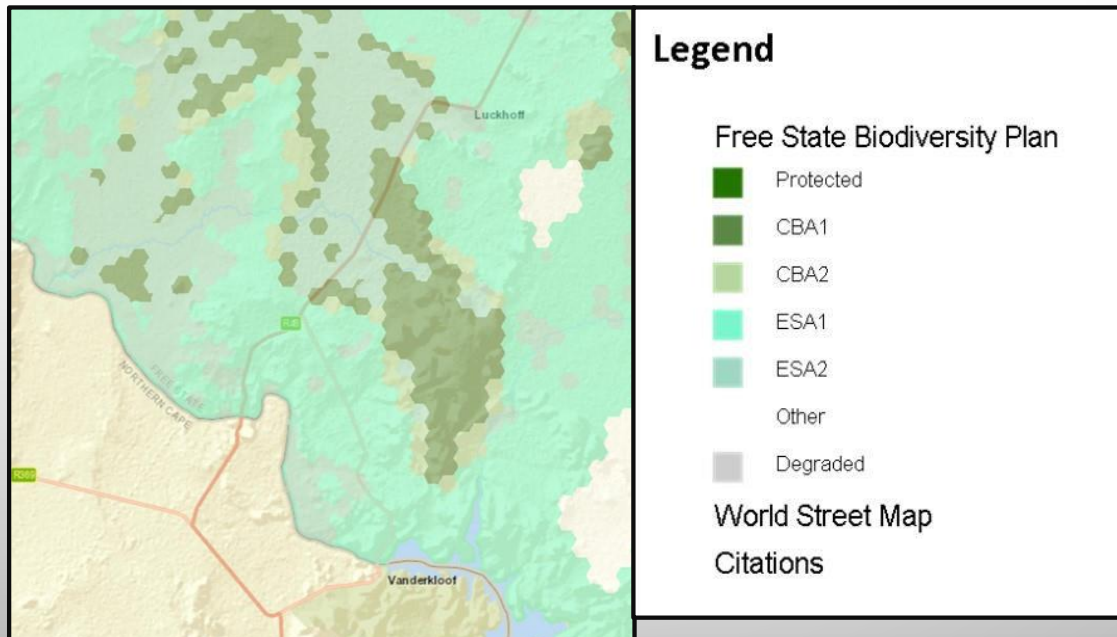 Luckhoff
R48
FREE STATE
NORTHERN CAPE
R369
Vanderkloof
Legend
Free State Biodiversity Plan
Protected
CBA1
CBA2
ESA1
ESA2
Other
Degraded
World Street Map
Citations